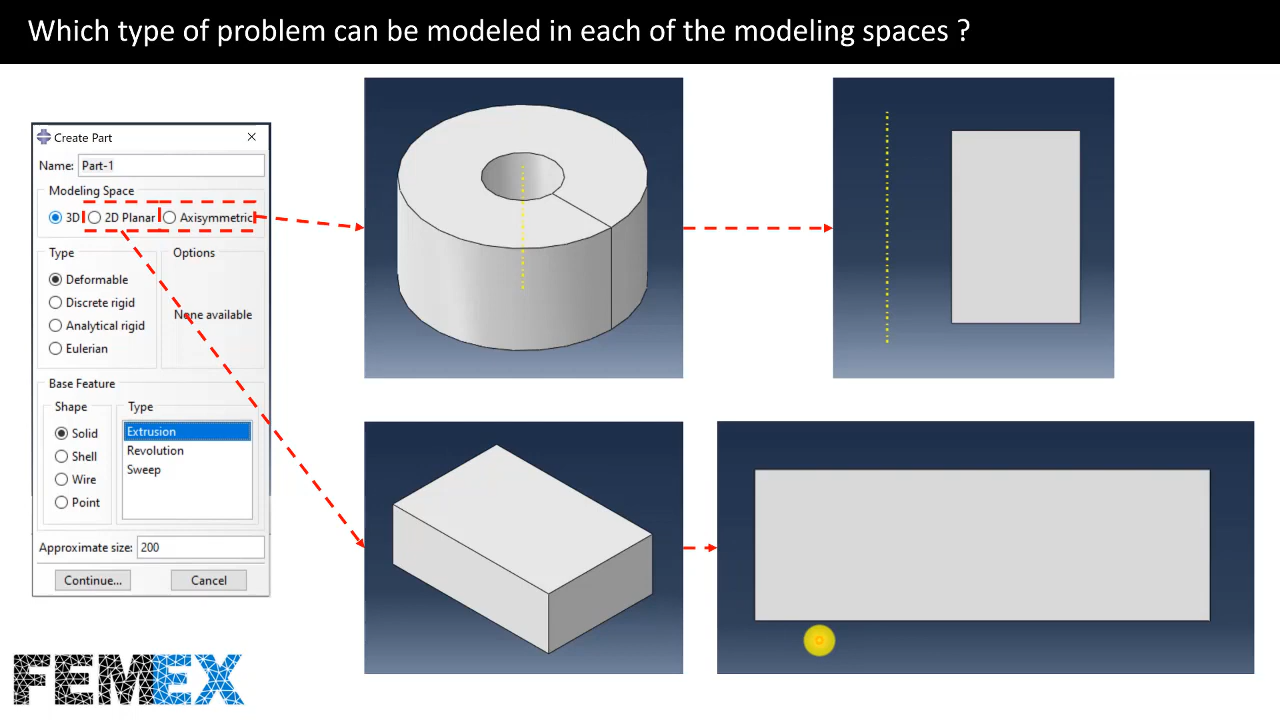 Which type of problem can be modeled in each of the modeling spaces ?
Create Part
Name: Part-1
Modeling Space
3D 2D Planar Axisymmetric
Type
Deformable
Discrete rigid
Analytical rigid
Eulerian
Options
None available
Base Feature
Shape
Solid
Shell
Wire
Point
Type
Extrusion
Revolution
Sweep
Approximate size: 200
Continue... Cancel
FEMEX